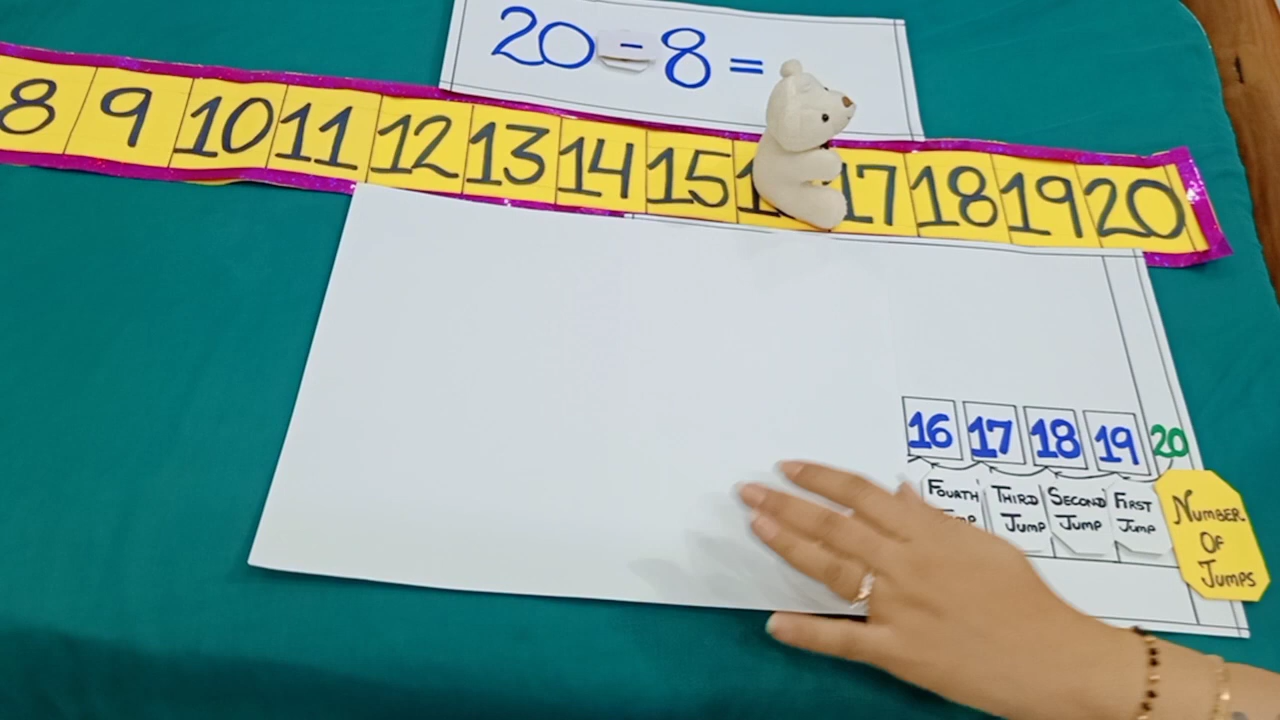 20 - 8 =
8 9 10 11 12 13 14 15 17 18 19 20
16 17 18 19 20
FOURTH
THIRD
JUMP
SECOND
JUMP
FIRST
JUMP
NUMBER
OF
JUMPS